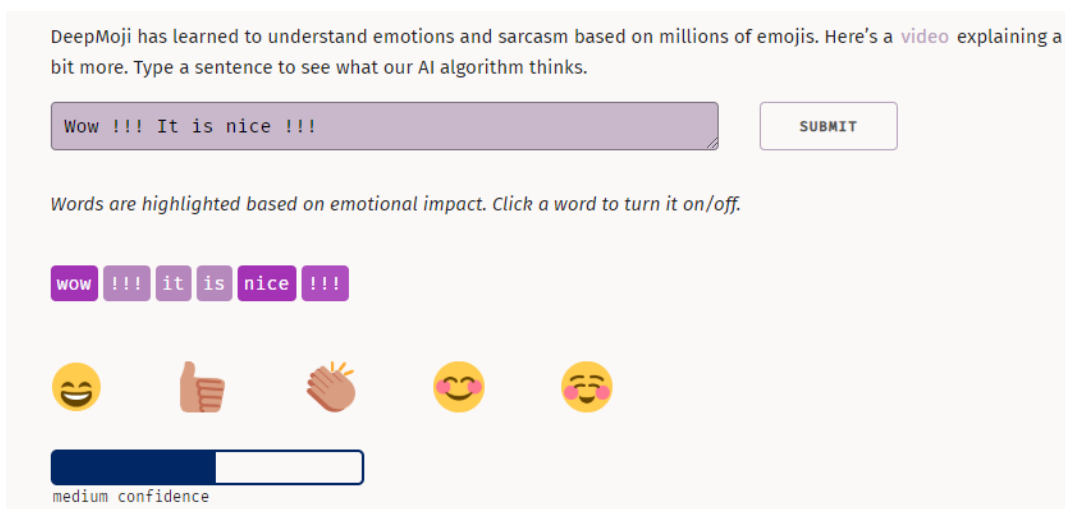 DeepMoji has learned to understand emotions and sarcasm based on millions of emojis. Here's a video explaining a
bit more. Type a sentence to see what our AI algorithm thinks.
Wow !!! It is nice !!!
SUBMIT
Words are highlighted based on emotional impact. Click a word to turn it on/off.
wow !!! it is nice !!!
medium confidence